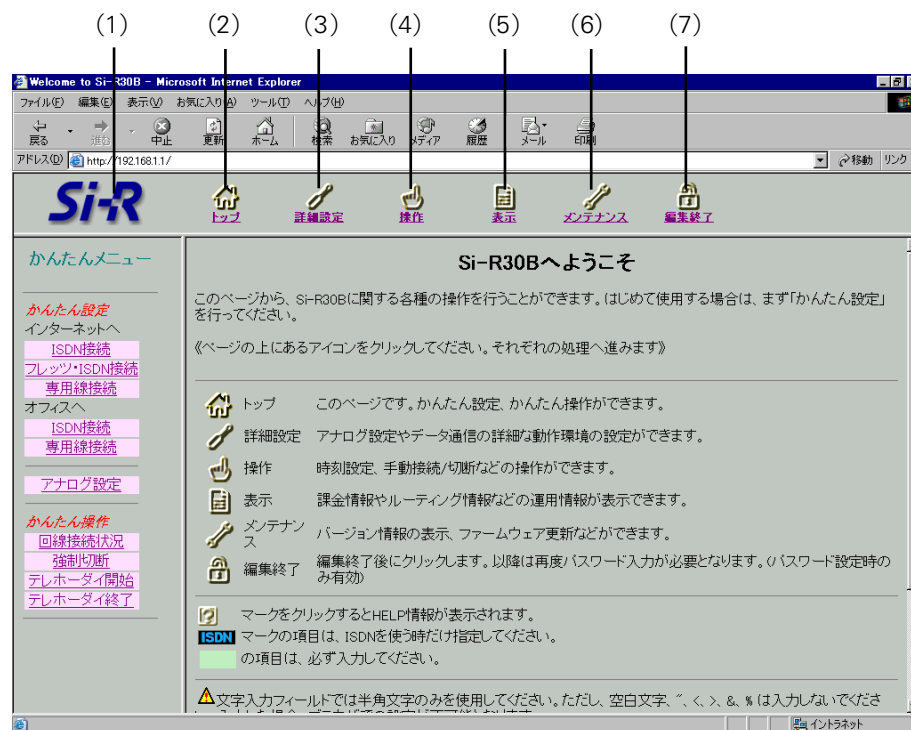 (1) (2) (3) (4) (5) (6) (7)
Welcome to Si-R30B - Microsoft Internet Explorer
ファイル(F) 編集(E) 表示(V) お気に入り(A) ツール(T) ヘルプ(H)
戻る 進む 中止 更新 ホーム 検索 お気に入り メディア 履歴 メール 印刷
アドレス(D) http://192.168.1.1/ 移動 リンク
Si-R
トップ 詳細設定 操作 表示 メンテナンス 編集終了
かんたんメニュー
かんたん設定
インターネットへ
ISDN接続
フレッツ・ISDN接続
専用線接続
オフィスへ
ISDN接続
専用線接続
アナログ設定
かんたん操作
回線接続状況
強制切断
テレホーダイ開始
テレホーダイ終了
Si-R30Bへようこそ
このページから、Si-R30Bに関する各種の操作を行うことができます。はじめて使用する場合は、まず「かんたん設定」
を行ってください。
《ページの上にあるアイコンをクリックしてください。それぞれの処理へ進みます》
トップ このページです。かんたん設定、かんたん操作ができます。
詳細設定 アナログ設定やデータ通信の詳細な動作環境の設定ができます。
操作 時刻設定、手動接続/切断などの操作ができます。
表示 課金情報やルーティング情報などの運用情報が表示できます。
メンテナン
ス バージョン情報の表示、ファームウェア更新などができます。
編集終了 編集終了後にクリックします。以降は再度パスワード入力が必要となります。(パスワード設定時の
み有効)
? マークをクリックするとHELP情報が表示されます。
ISDN マークの項目は、ISDNを使う時だけ指定してください。
の項目は、必ず入力してください。
文字入力フィールドでは半角文字のみを使用してください。ただし、空白文字、"、<、>、&、% は入力しないでくださ
イントラネット